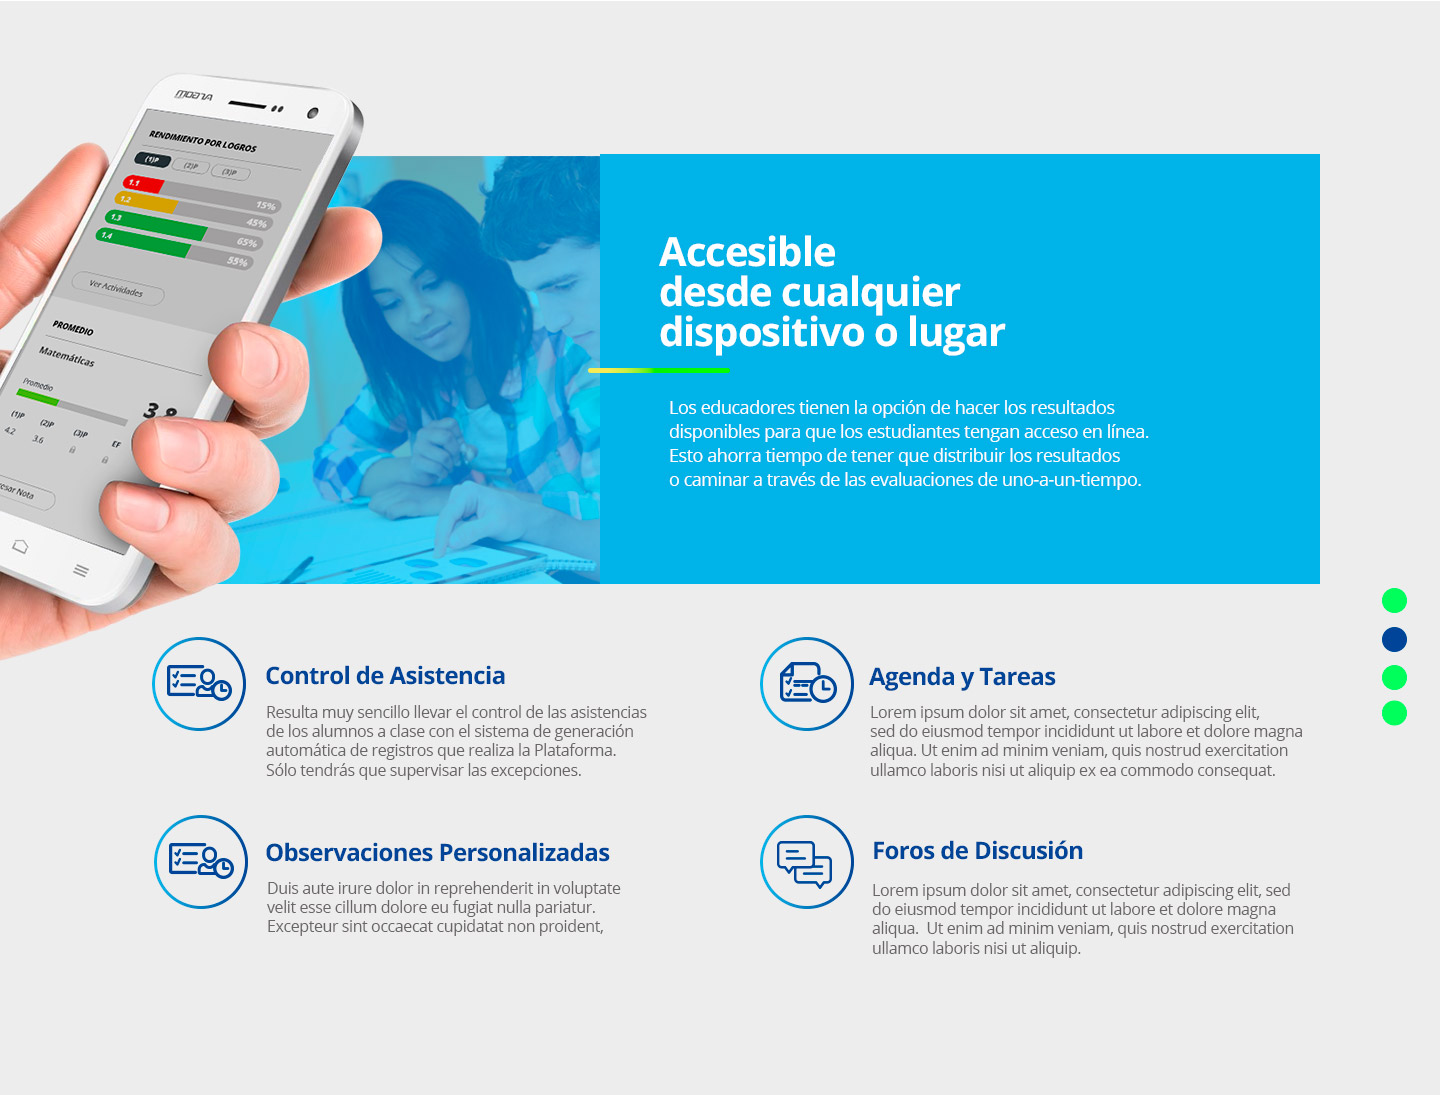 RENDIMIENTO POR LOGROS
(1)P
(2)P
(3)P
1.1
15%
1.2
45%
1.3
65%
1.4
55%
Ver Actividades
PROMEDIO
Matemáticas
Promedio
(1)P
(2)P
(3)P
EF
4.2
3.6
esar Nota
Accesible
desde cualquier
dispositivo o lugar
Los educadores tienen la opción de hacer los resultados
disponibles para que los estudiantes tengan acceso en línea.
Esto ahorra tiempo de tener que distribuir los resultados
o caminar a través de las evaluaciones de uno-a-un-tiempo.
Control de Asistencia
Resulta muy sencillo llevar el control de las asistencias
de los alumnos a clase con el sistema de generación
automática de registros que realiza la Plataforma.
Sólo tendrás que supervisar las excepciones.
Agenda y Tareas
Lorem ipsum dolor sit amet, consectetur adipiscing elit,
sed do eiusmod tempor incididunt ut labore et dolore magna
aliqua. Ut enim ad minim veniam, quis nostrud exercitation
ullamco laboris nisi ut aliquip ex ea commodo consequat.
Observaciones Personalizadas
Duis aute irure dolor in reprehenderit in voluptate
velit esse cillum dolore eu fugiat nulla pariatur.
Excepteur sint occaecat cupidatat non proident,
Foros de Discusión
Lorem ipsum dolor sit amet, consectetur adipiscing elit, sed
do eiusmod tempor incididunt ut labore et dolore magna
aliqua.  Ut enim ad minim veniam, quis nostrud exercitation
ullamco laboris nisi ut aliquip.